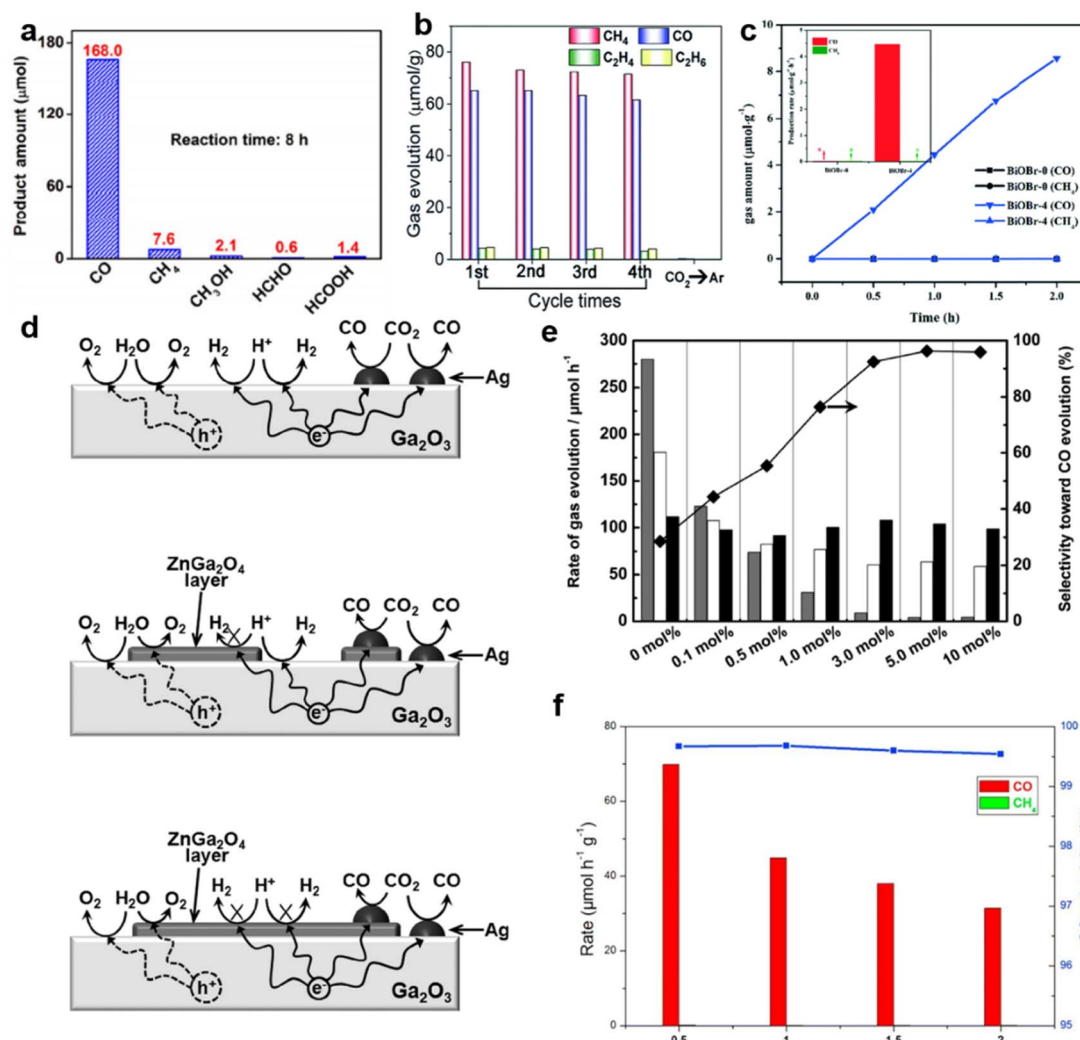 a
Product amount (μmol)
180
120
60
0
168.0
7.6
2.1
0.6
1.4
Reaction time: 8 h
CO
CH4
CH3OH
HCHO
HCOOH
b
Gas evolution (μmol/g)
80
60
40
20
0
CH4
CO
C2H4
C2H6
1st
2nd
3rd
4th
CO2→Ar
Cycle times
c
gas amount (μmol·g⁻¹)
10
8
6
4
2
0
Production rate (μmol·g⁻¹·h⁻¹)
CO
CH4
BiOBr-0
BiOBr-4
BiOBr-0 (CO)
BiOBr-0 (CH4)
BiOBr-4 (CO)
BiOBr-4 (CH4)
0.0
0.5
1.0
1.5
2.0
Time (h)
d
O2
H2O
O2
H2
H⁺
H2
CO
CO2
CO
Ag
h⁺
e⁻
Ga2O3
ZnGa2O4
layer
O2
H2O
O2
H2
H⁺
H2
CO
CO2
CO
Ag
h⁺
e⁻
Ga2O3
ZnGa2O4
layer
O2
H2O
O2
H2
H⁺
H2
CO
CO2
CO
Ag
h⁺
e⁻
Ga2O3
e
Rate of gas evolution / μmol h⁻¹
300
275
250
225
200
175
150
125
100
75
50
25
0
100
80
60
40
20
0
Selectivity toward CO evolution (%)
0 mol%
0.1 mol%
0.5 mol%
1.0 mol%
3.0 mol%
5.0 mol%
10 mol%
f
Rate (μmol h⁻¹ g⁻¹)
80
60
40
20
0
CO
CH4
100
99
98
97
96
95
0.5
1
1.5
2